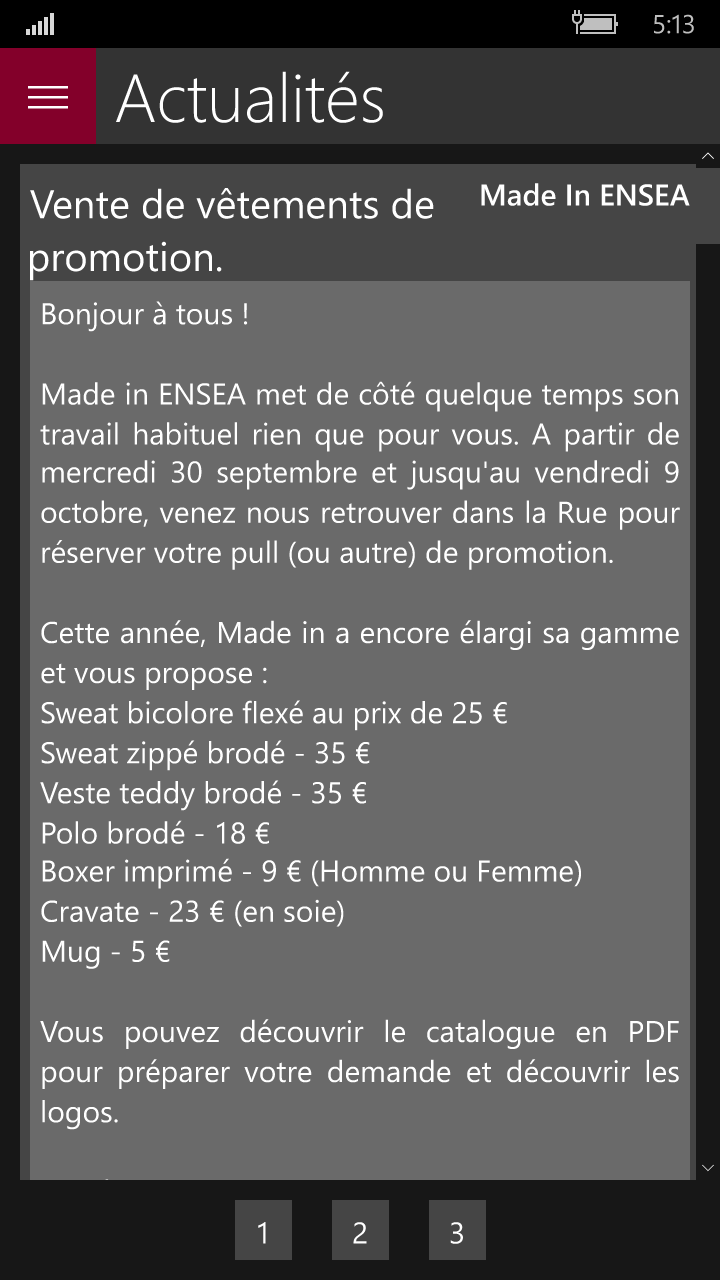 5:13
Actualités
Vente de vêtements de
promotion.
Made In ENSEA
Bonjour à tous !
Made in ENSEA met de côté quelque temps son
travail habituel rien que pour vous. A partir de
mercredi 30 septembre et jusqu'au vendredi 9
octobre, venez nous retrouver dans la Rue pour
réserver votre pull (ou autre) de promotion.
Cette année, Made in a encore élargi sa gamme
et vous propose :
Sweat bicolore flexé au prix de 25 €
Sweat zippé brodé - 35 €
Veste teddy brodé - 35 €
Polo brodé - 18 €
Boxer imprimé - 9 € (Homme ou Femme)
Cravate - 23 € (en soie)
Mug - 5 €
Vous pouvez découvrir le catalogue en PDF
pour préparer votre demande et découvrir les
logos.
1 2 3